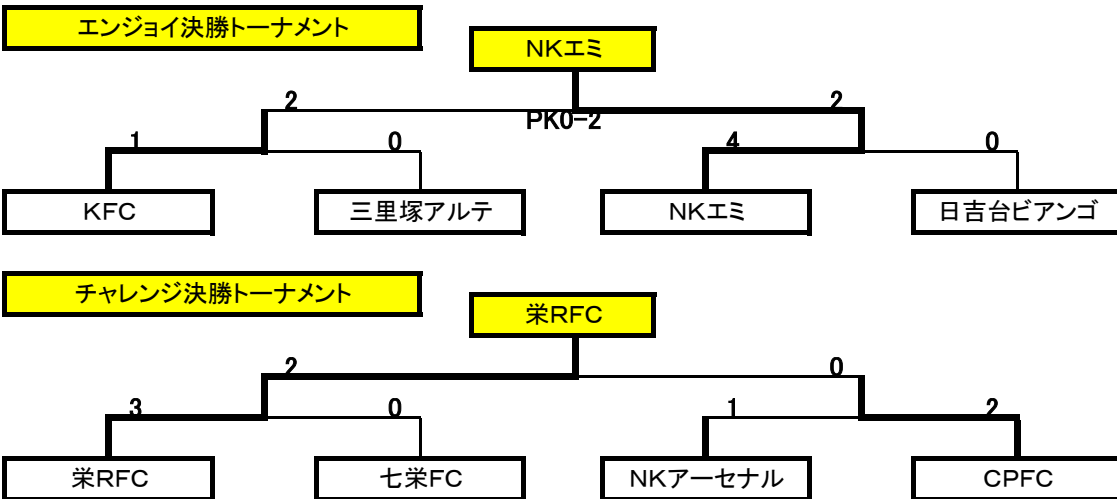 エンジョイ決勝トーナメント
NKエミ
2 2
PK0-2
1 0 4 0
KFC 三里塚アルテ NKエミ 日吉台ビアンゴ
チャレンジ決勝トーナメント
栄RFC
2 0
3 0 1 2
栄RFC 七栄FC NKアーセナル CPFC